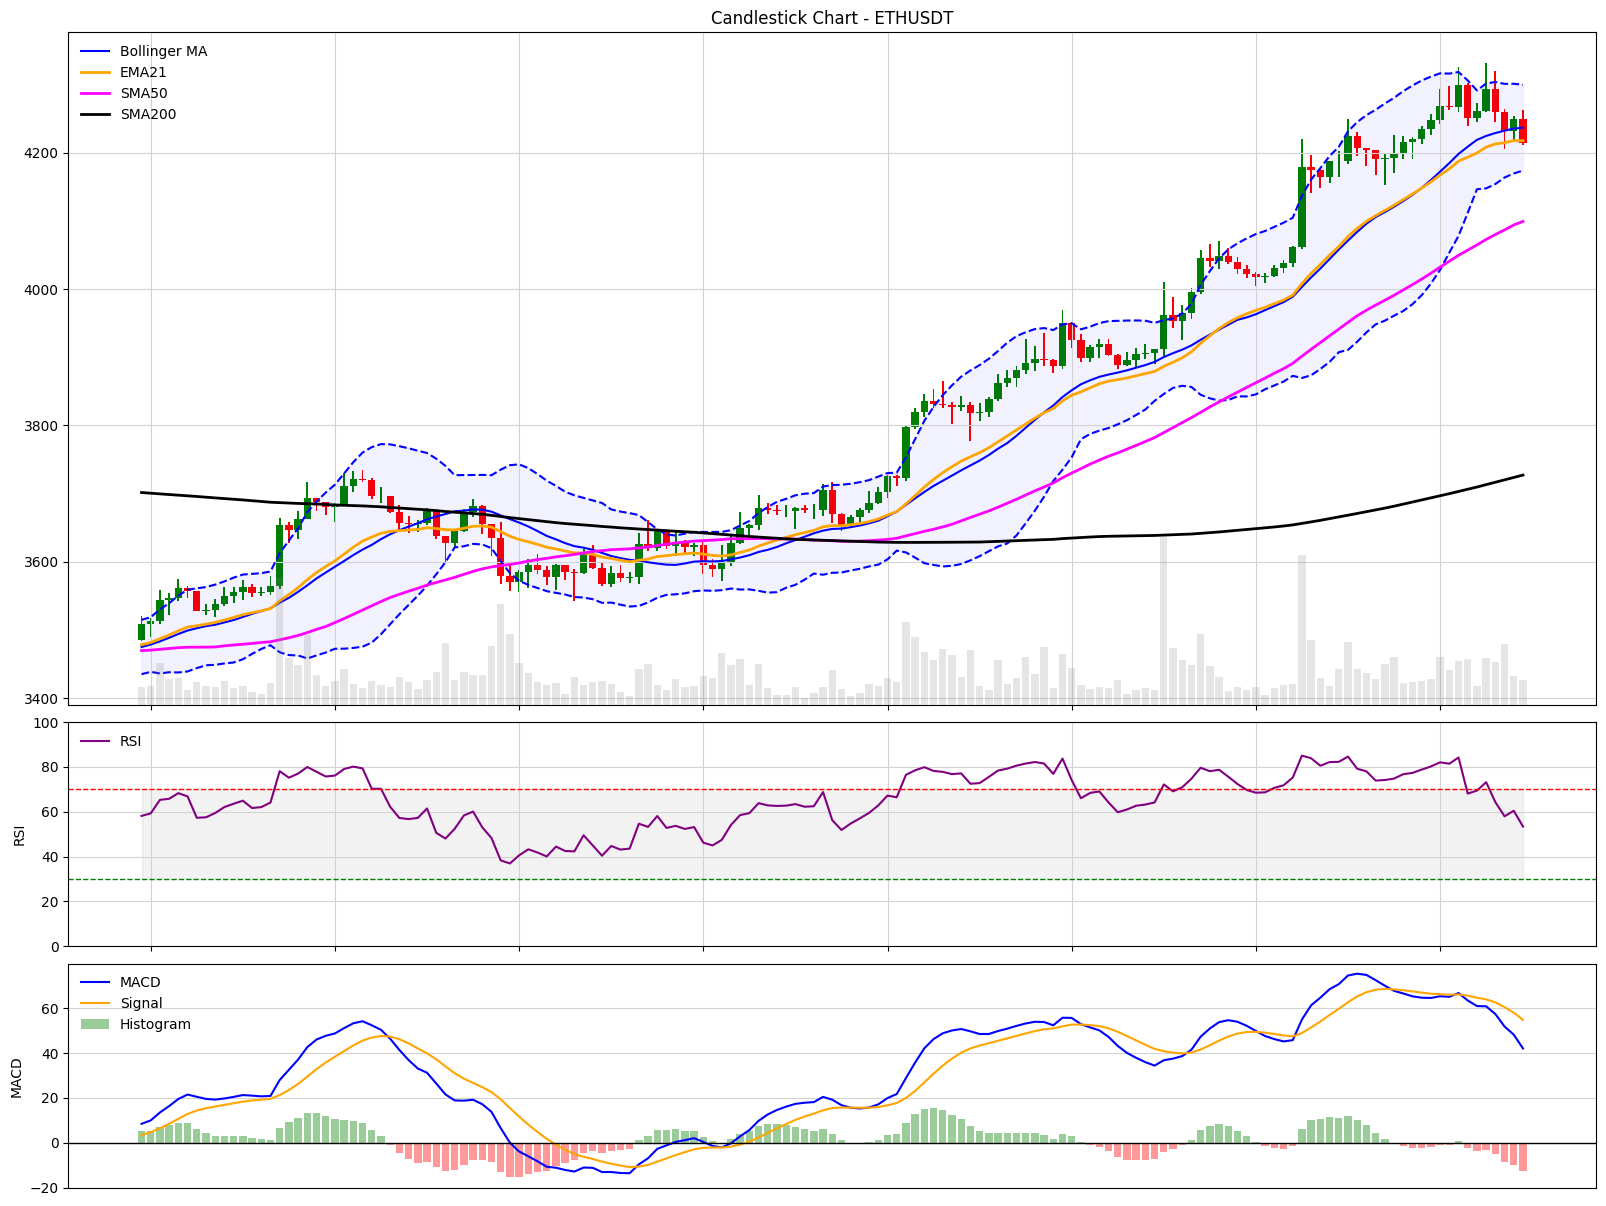 Candlestick Chart - ETHUSDT
Bollinger MA
EMA21
SMA50
SMA200
4200
4000
3800
3600
3400
100
RSI
80
60
RSI
40
20
0
MACD
Signal
60
Histogram
40
MACD
20
0
−20